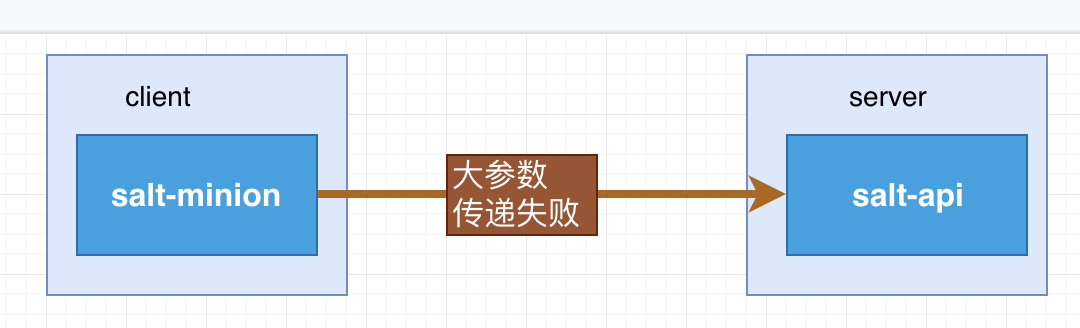 client
server
salt-minion
大参数
传递失败
salt-api